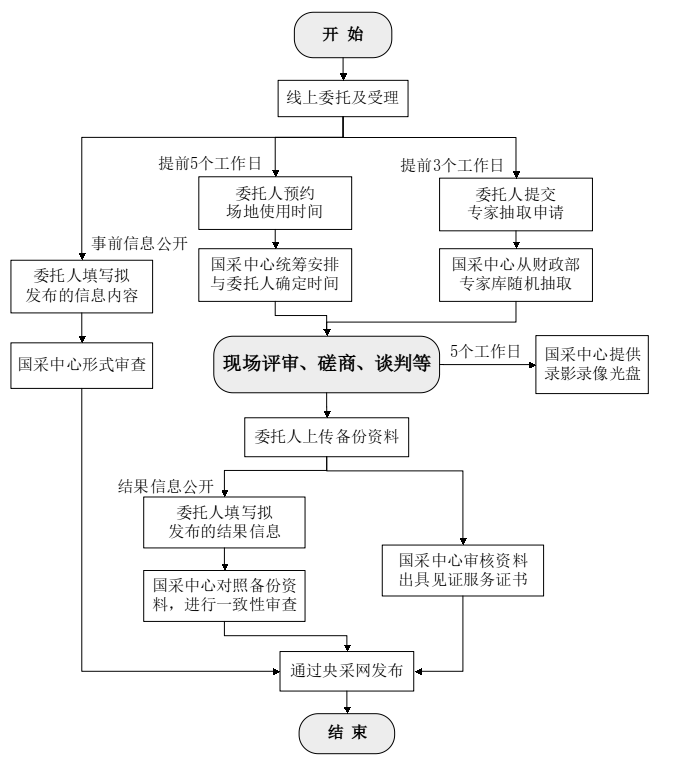 开 始
线上委托及受理
提前5个工作日
提前3个工作日
委托人预约
场地使用时间
委托人提交
专家抽取申请
事前信息公开
国采中心统筹安排
与委托人确定时间
国采中心从财政部
专家库随机抽取
委托人填写拟
发布的信息内容
国采中心形式审查
现场评审、磋商、谈判等
5个工作日
国采中心提供
录影录像光盘
委托人上传备份资料
结果信息公开
委托人填写拟
发布的结果信息
国采中心审核资料
出具见证服务证书
国采中心对照备份资
料，进行一致性审查
通过央采网发布
结 束